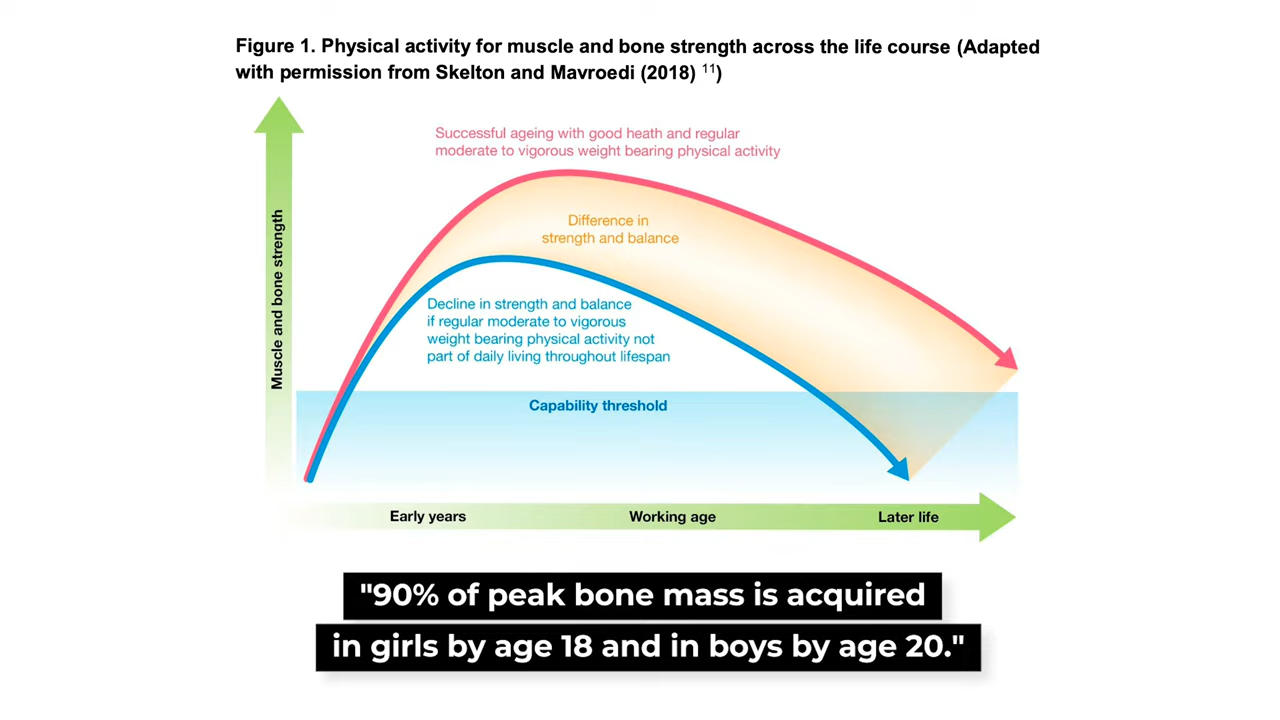 Figure 1. Physical activity for muscle and bone strength across the life course (Adapted
with permission from Skelton and Mavroedi (2018) ¹¹)
Successful ageing with good heath and regular
moderate to vigorous weight bearing physical activity
Difference in
strength and balance
Muscle and bone strength
Decline in strength and balance
if regular moderate to vigorous
weight bearing physical activity not
part of daily living throughout lifespan
Capability threshold
Early years
Working age
Later life
"90% of peak bone mass is acquired
in girls by age 18 and in boys by age 20."